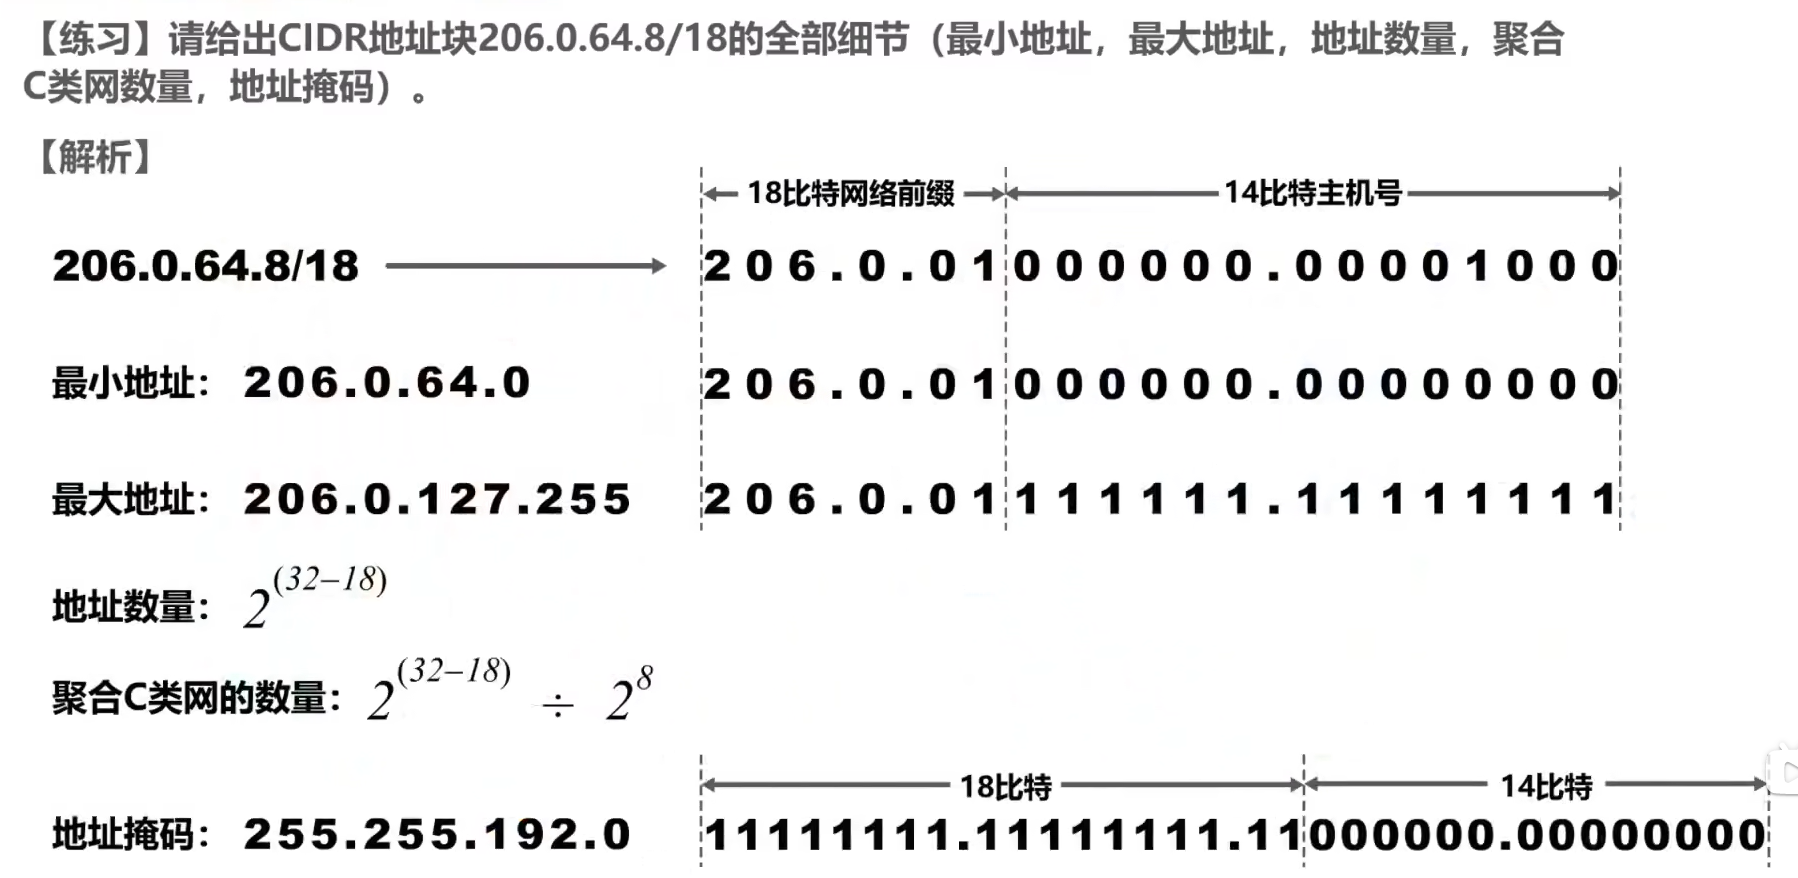 【练习】请给出CIDR地址块206.0.64.8/18的全部细节（最小地址，最大地址，地址数量，聚合
C类网数量，地址掩码）。
【解析】
18比特网络前缀 14比特主机号
206.0.64.8/18 206.0.01000000.00001000
最小地址： 206.0.64.0 206.0.01000000.00000000
最大地址： 206.0.127.255 206.0.01111111.11111111
地址数量： 2^(32–18)
聚合C类网的数量： 2^(32–18) ÷ 2^8
18比特 14比特
地址掩码： 255.255.192.0 11111111.11111111.11000000.00000000